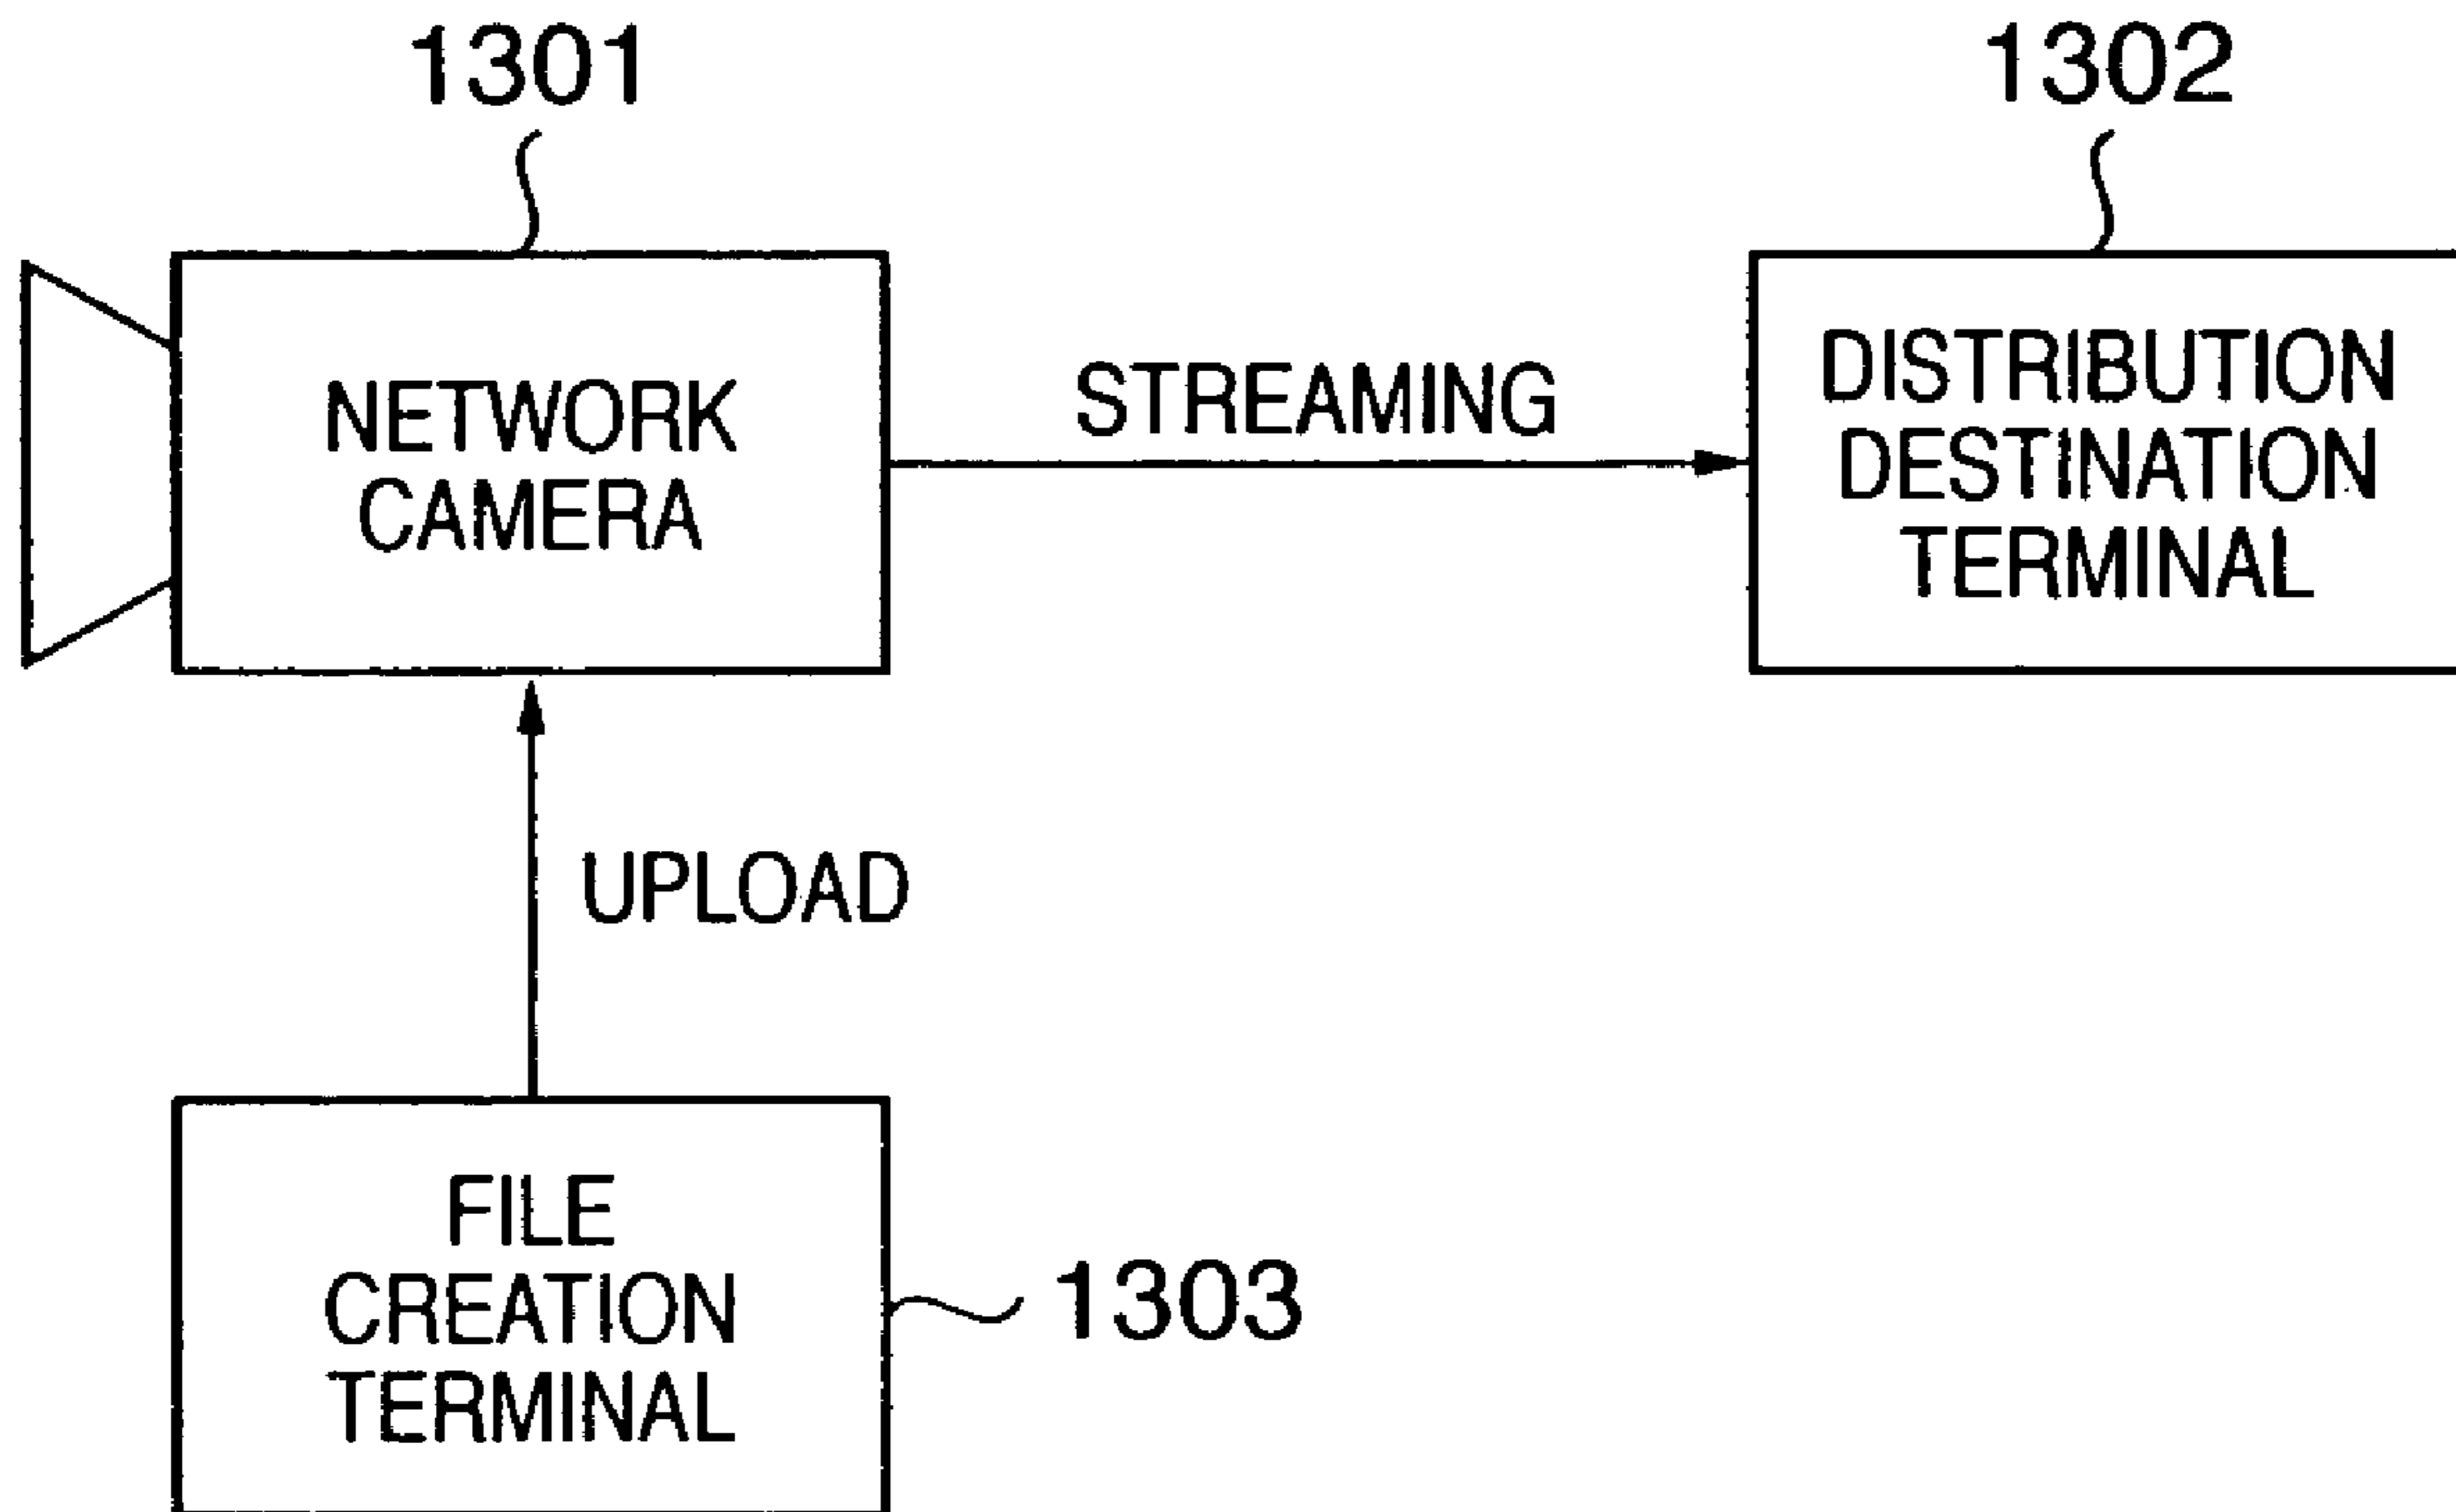 1301
1302
NETWORK
CAMERA
STREAMING
DISTRIBUTION
DESTINATION
TERMINAL
UPLOAD
FILE
CREATION
TERMINAL
1303